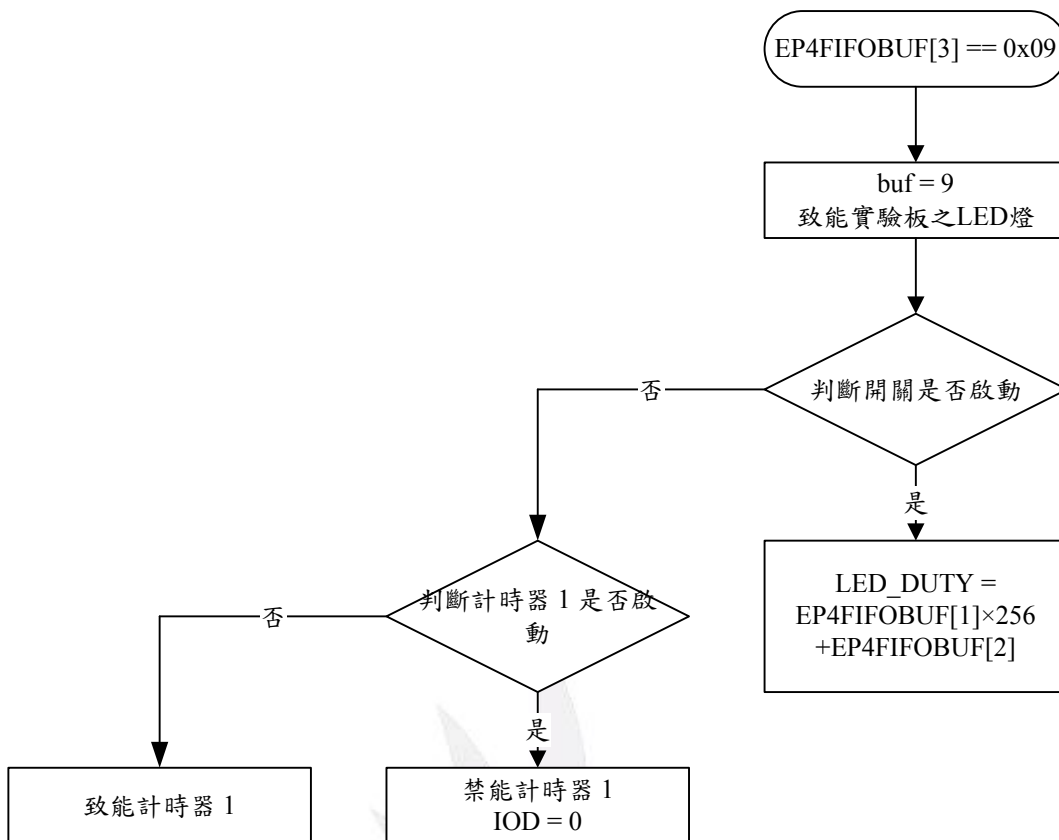 EP4FIFOBUF[3] == 0x09
buf = 9
致能實驗板之LED燈
判斷開關是否啟動
否
是
LED_DUTY =
EP4FIFOBUF[1]×256
+EP4FIFOBUF[2]
判斷計時器 1 是否啟
動
否
是
致能計時器 1
禁能計時器 1
IOD = 0